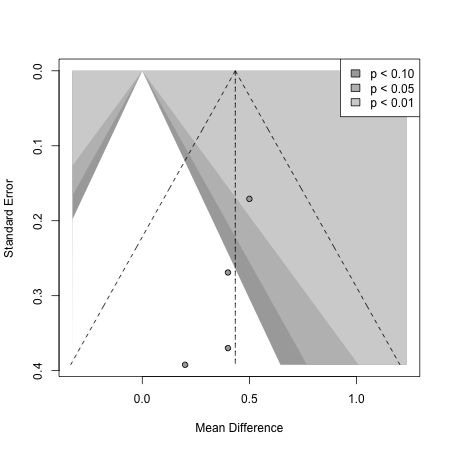 p < 0.10
p < 0.05
p < 0.01
0.0
0.1
0.2
0.3
0.4
Standard Error
0.0 0.5 1.0
Mean Difference